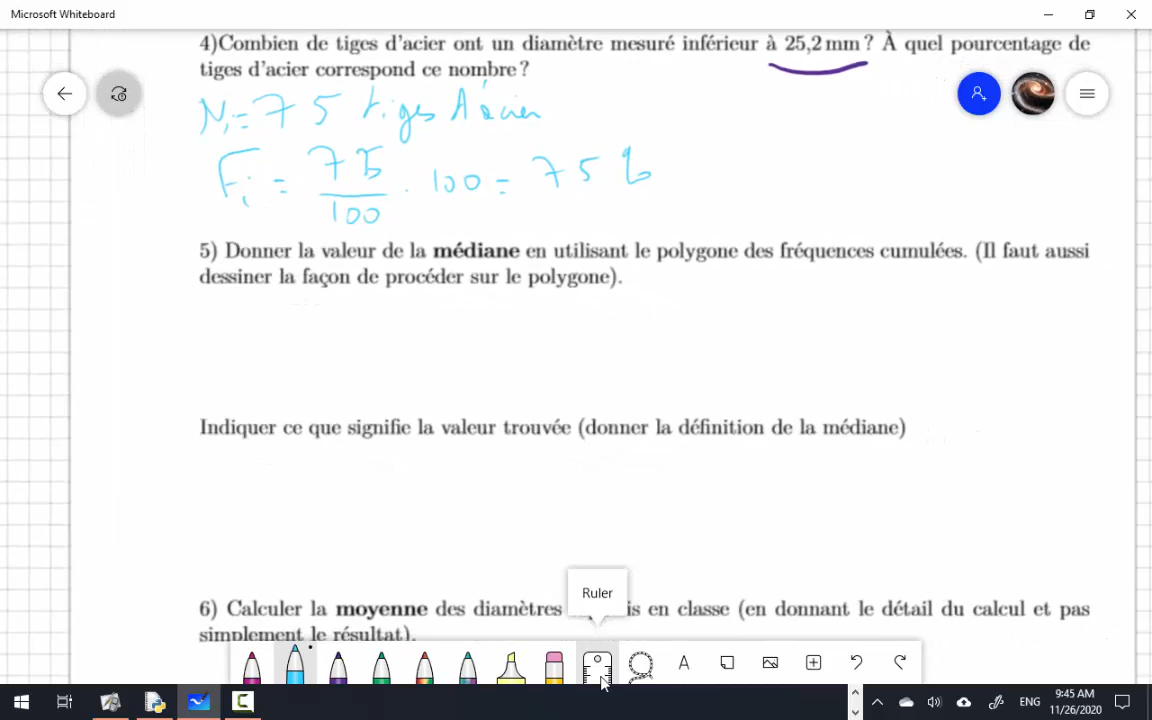 Microsoft Whiteboard
4)Combien de tiges d'acier ont un diamètre mesuré inférieur à 25,2 mm ? À quel pourcentage de
tiges d'acier correspond ce nombre ?
Ni = 75 tiges d'acier
Fi = 75/100 . 100 = 75 %
5) Donner la valeur de la médiane en utilisant le polygone des fréquences cumulées. (Il faut aussi
dessiner la façon de procéder sur le polygone).
Indiquer ce que signifie la valeur trouvée (donner la définition de la médiane)
Ruler
6) Calculer la moyenne des diamètres is en classe (en donnant le détail du calcul et pas
simplement le résultat).
A
C
ENG
9:45 AM
11/26/2020